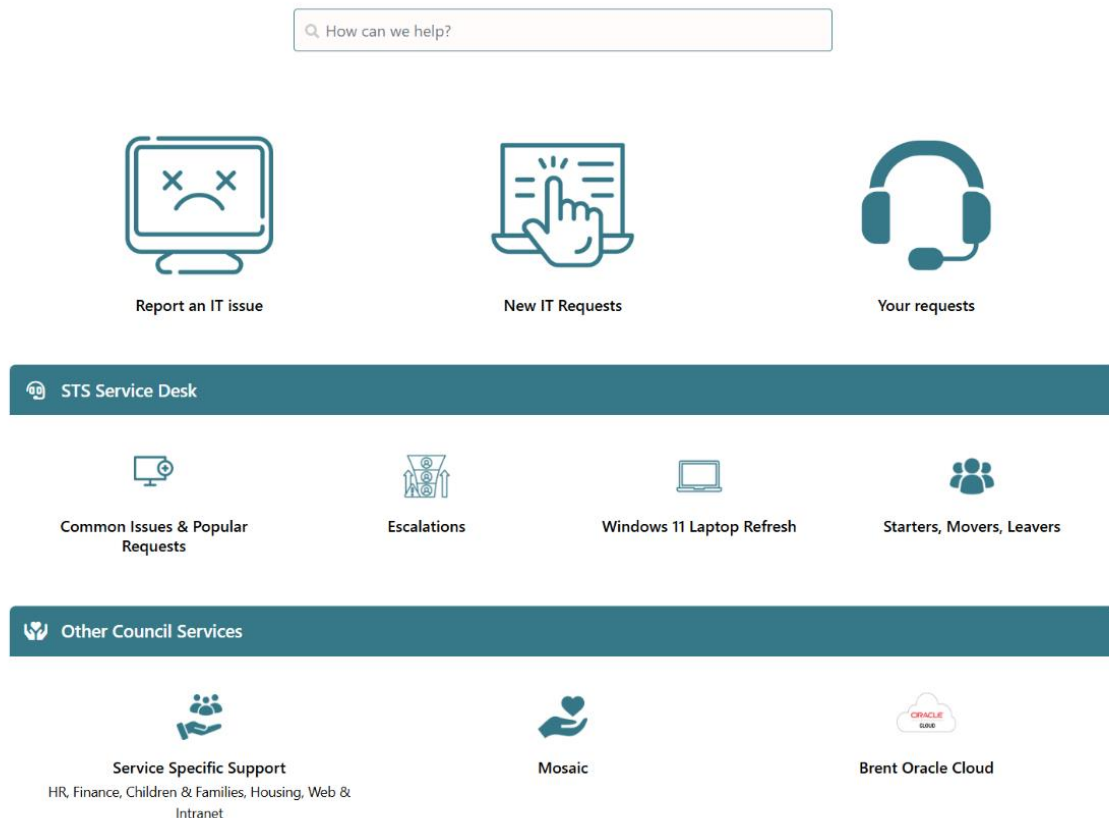 How can we help?
Report an IT issue
New IT Requests
Your requests
STS Service Desk
Common Issues & Popular
Requests
Escalations
Windows 11 Laptop Refresh
Starters, Movers, Leavers
Other Council Services
ORACLE
CLOUD
Service Specific Support
HR, Finance, Children & Families, Housing, Web &
Intranet
Mosaic
Brent Oracle Cloud